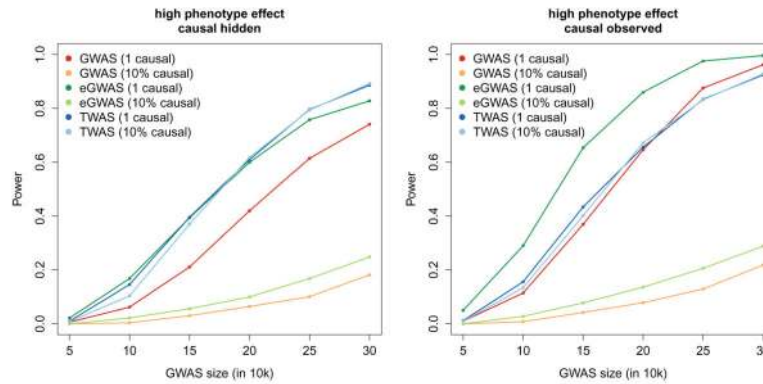 high phenotype effect
causal hidden
1.0
0.8
0.6
0.4
0.2
0.0
Power
GWAS (1 causal)
GWAS (10% causal)
eGWAS (1 causal)
eGWAS (10% causal)
TWAS (1 causal)
TWAS (10% causal)
5 10 15 20 25 30
GWAS size (in 10k)
high phenotype effect
causal observed
1.0
0.8
0.6
0.4
0.2
0.0
Power
GWAS (1 causal)
GWAS (10% causal)
eGWAS (1 causal)
eGWAS (10% causal)
TWAS (1 causal)
TWAS (10% causal)
5 10 15 20 25 30
GWAS size (in 10k)